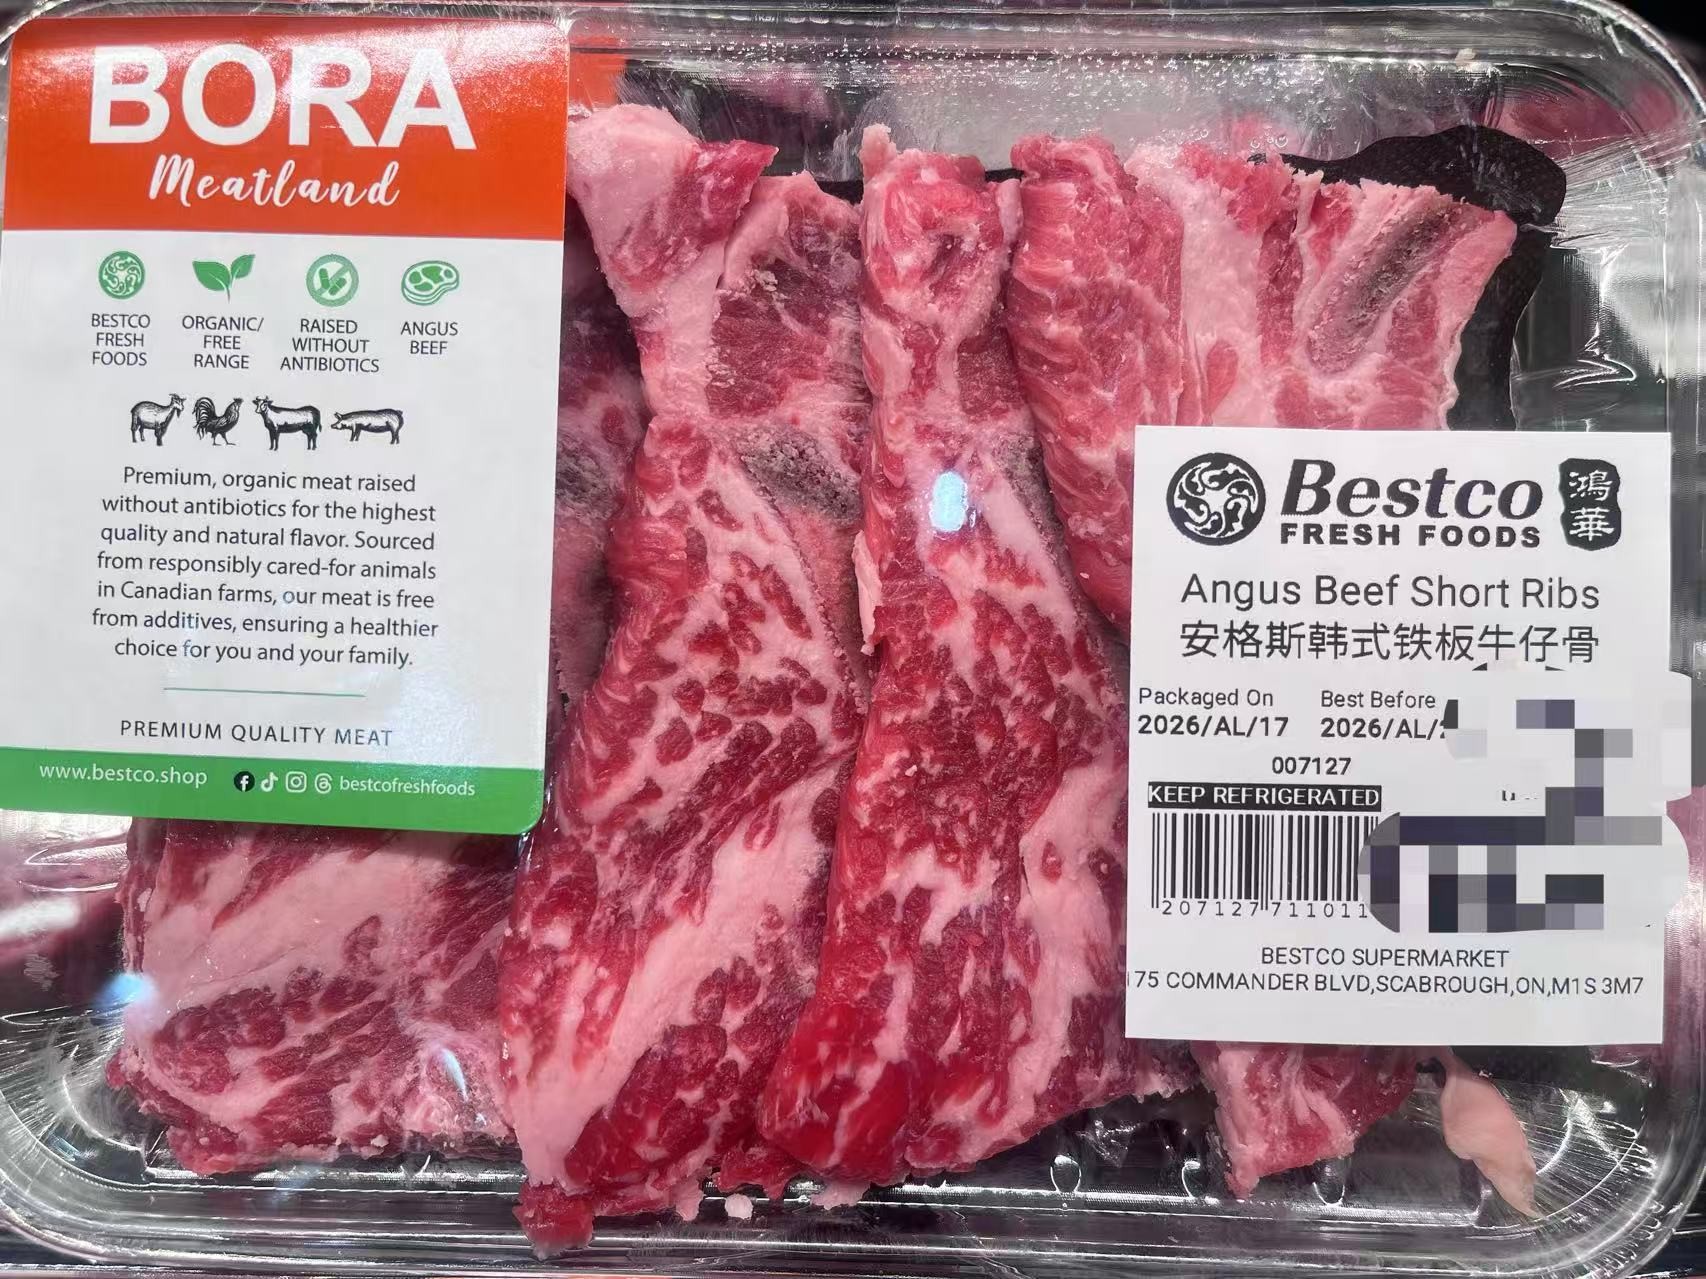 BORA
Meatland
BESTCO
FRESH
FOODS
ORGANIC/
FREE
RANGE
RAISED
WITHOUT
ANTIBIOTICS
ANGUS
BEEF
Premium, organic meat raised
without antibiotics for the highest
quality and natural flavor. Sourced
from responsibly cared-for animals
in Canadian farms, our meat is free
from additives, ensuring a healthier
choice for you and your family.
PREMIUM QUALITY MEAT
www.bestco.shop bestcofreshfoods
Bestco 鴻華
FRESH FOODS
Angus Beef Short Ribs
安格斯韩式铁板牛仔骨
Packaged On Best Before
2026/AL/17 2026/AL/
007127
KEEP REFRIGERATED
207127 711011
BESTCO SUPERMARKET
175 COMMANDER BLVD,SCABROUGH,ON,M1S 3M7